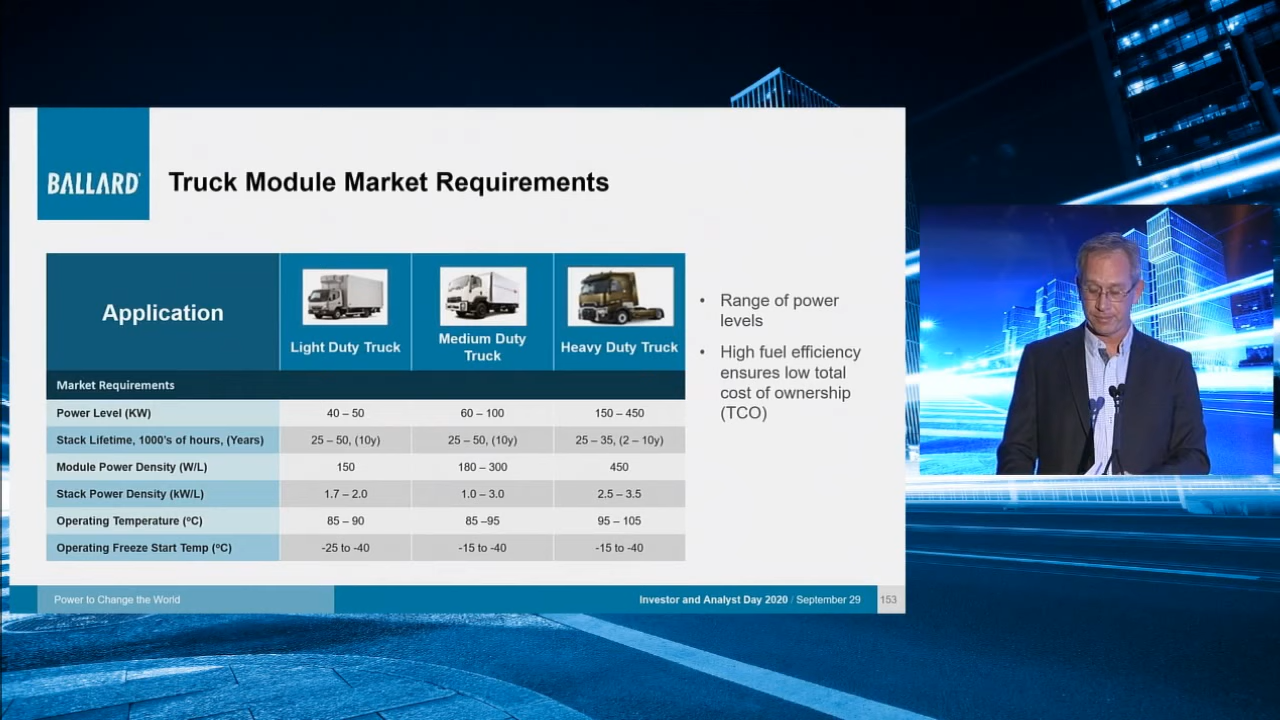 BALLARD
Truck Module Market Requirements
Application
Light Duty Truck
Medium Duty
Truck
Heavy Duty Truck
Market Requirements
Power Level (KW) 40 – 50 60 – 100 150 – 450
Stack Lifetime, 1000's of hours, (Years) 25 – 50, (10y) 25 – 50, (10y) 25 – 35, (2 – 10y)
Module Power Density (W/L) 150 180 – 300 450
Stack Power Density (kW/L) 1.7 – 2.0 1.0 – 3.0 2.5 – 3.5
Operating Temperature (ºC) 85 – 90 85 –95 95 – 105
Operating Freeze Start Temp (ºC) -25 to -40 -15 to -40 -15 to -40
• Range of power
levels
• High fuel efficiency
ensures low total
cost of ownership
(TCO)
Power to Change the World
Investor and Analyst Day 2020 / September 29
153